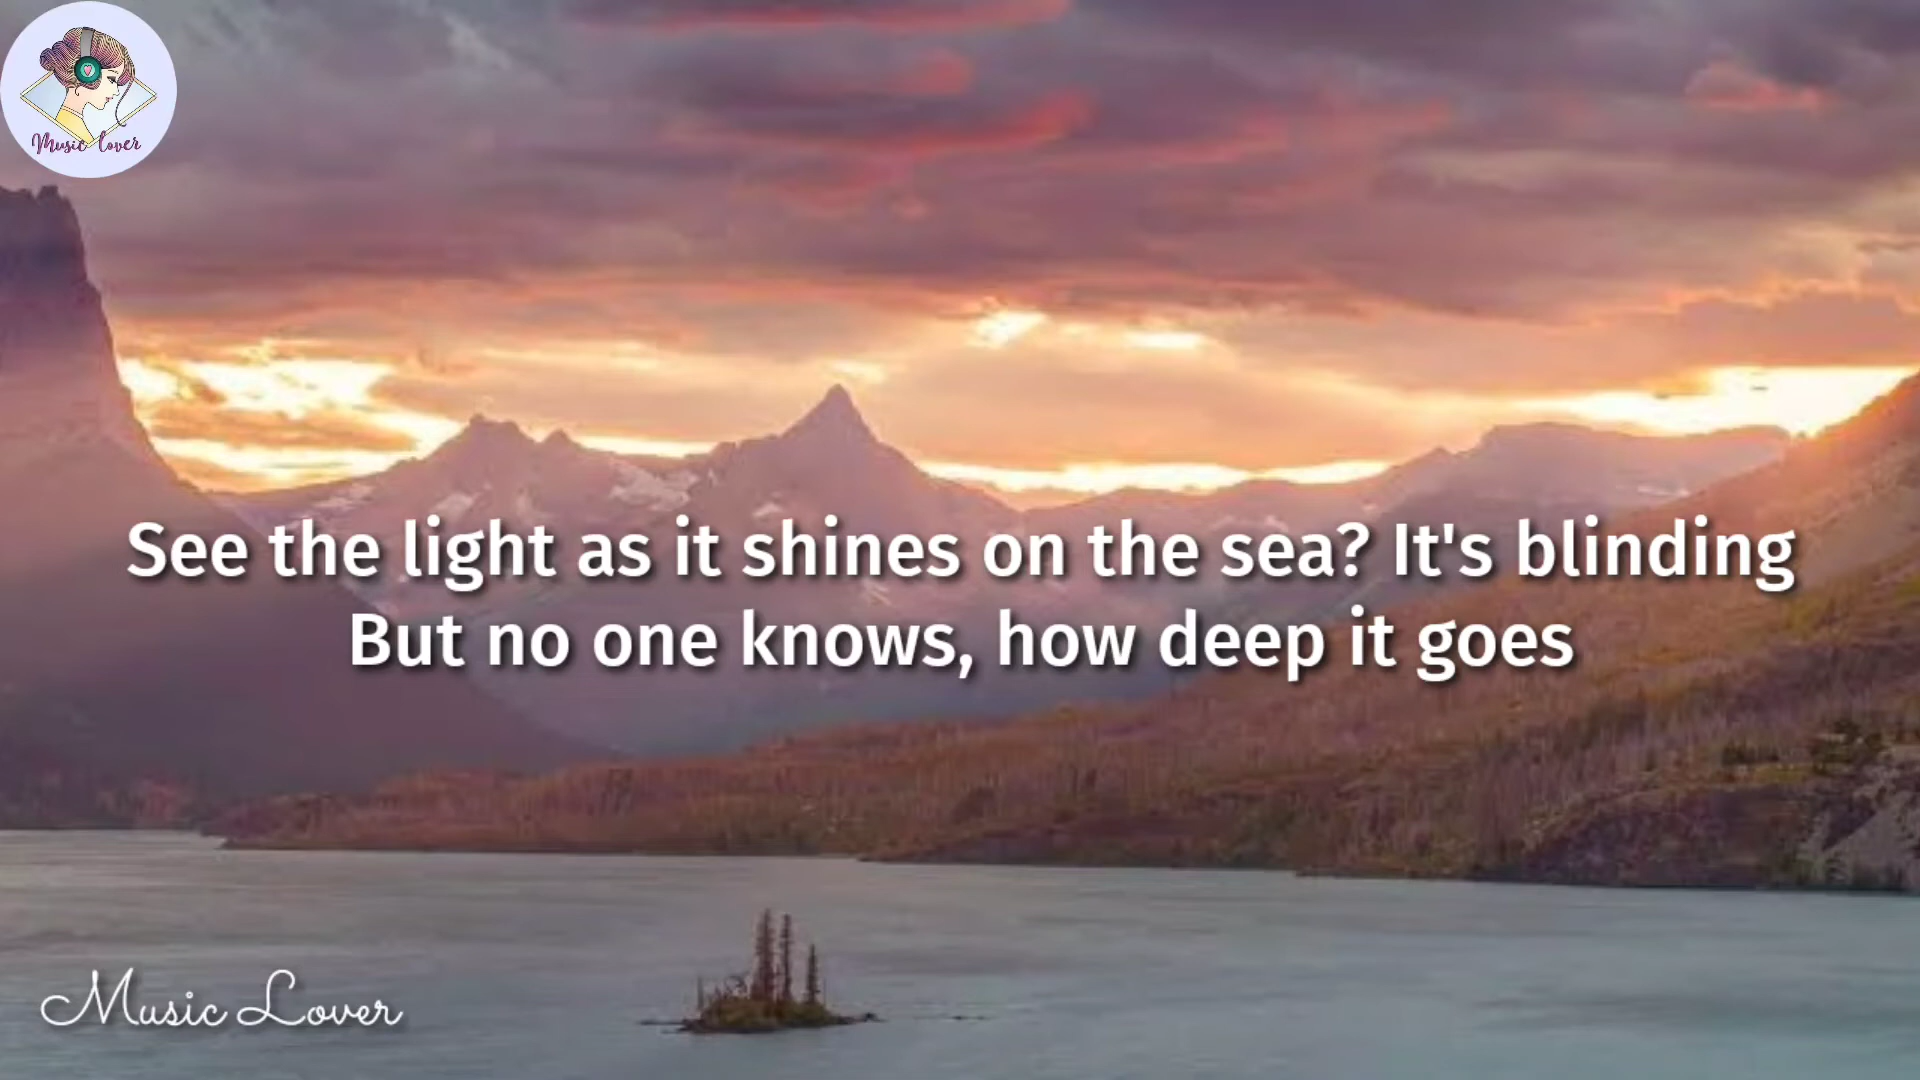 Music Lover
See the light as it shines on the sea? It's blinding
But no one knows, how deep it goes
Music Lover